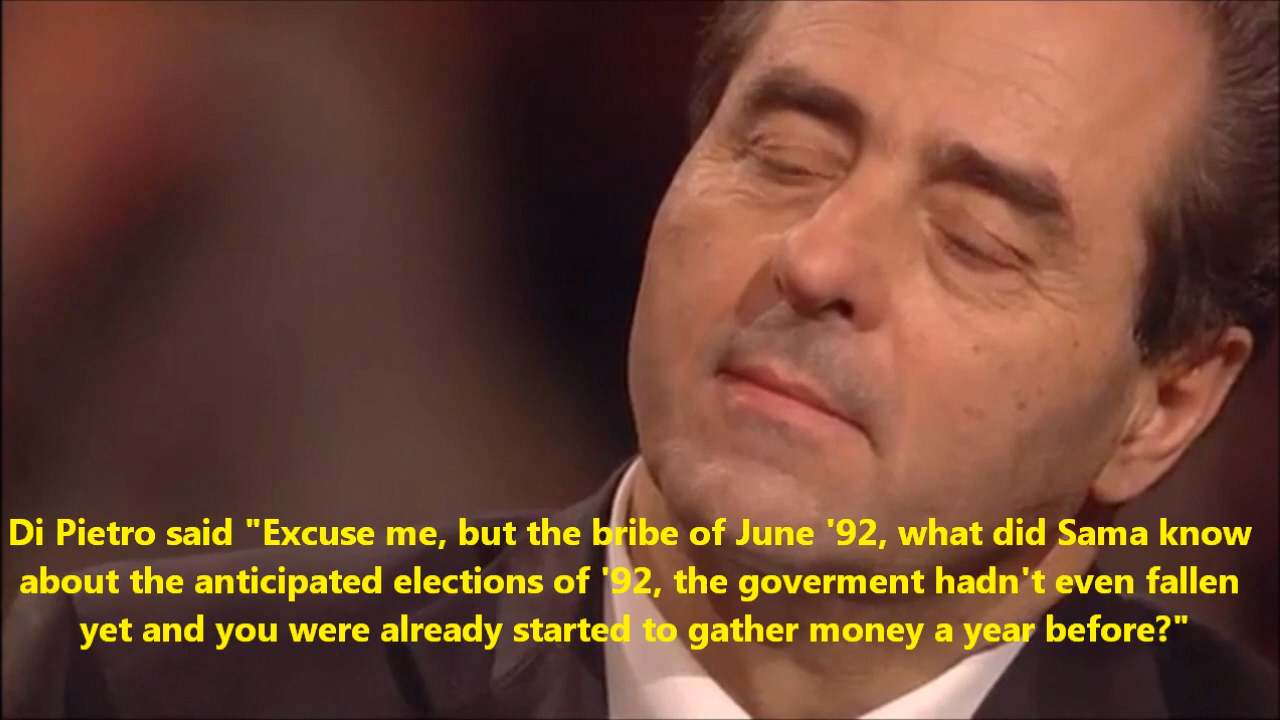 Di Pietro said "Excuse me, but the bribe of June '92, what did Sama know
about the anticipated elections of '92, the goverment hadn't even fallen
yet and you were already started to gather money a year before?"